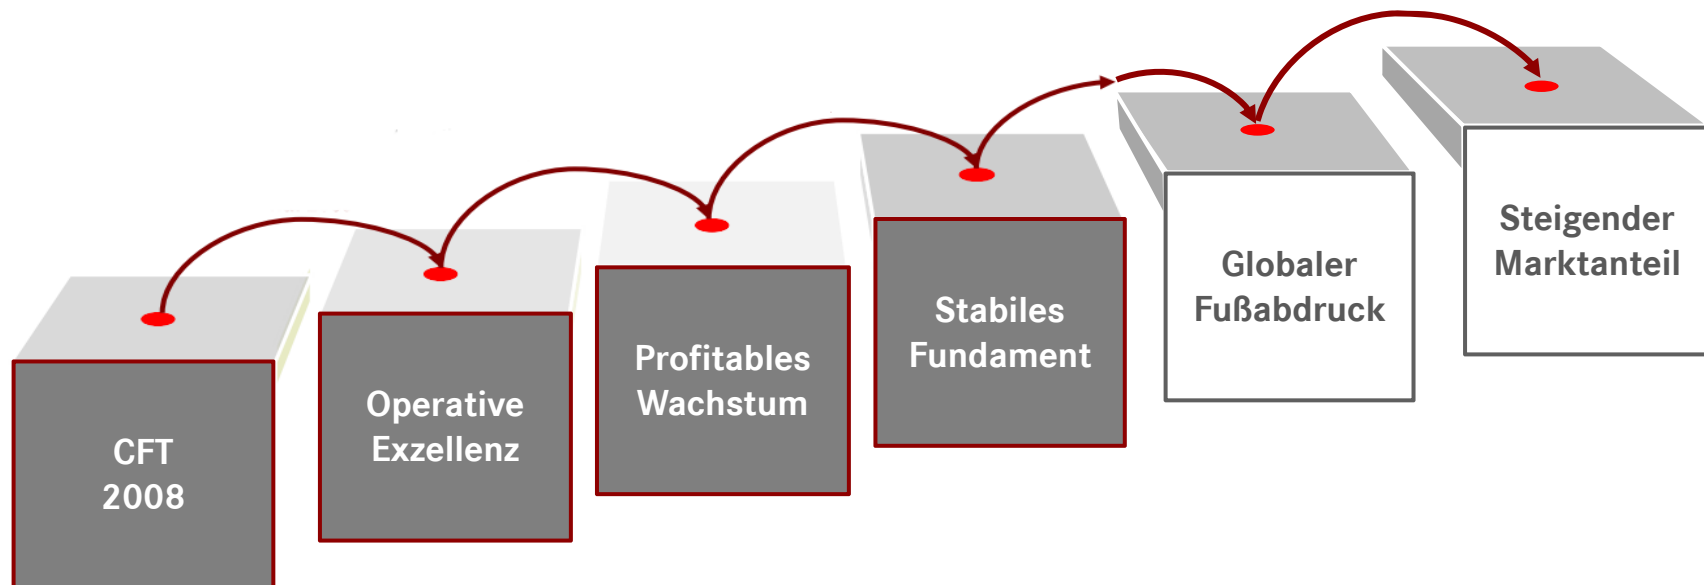 CFT
2008
Operative
Exzellenz
Profitables
Wachstum
Stabiles
Fundament
Globaler
Fußabdruck
Steigender
Marktanteil